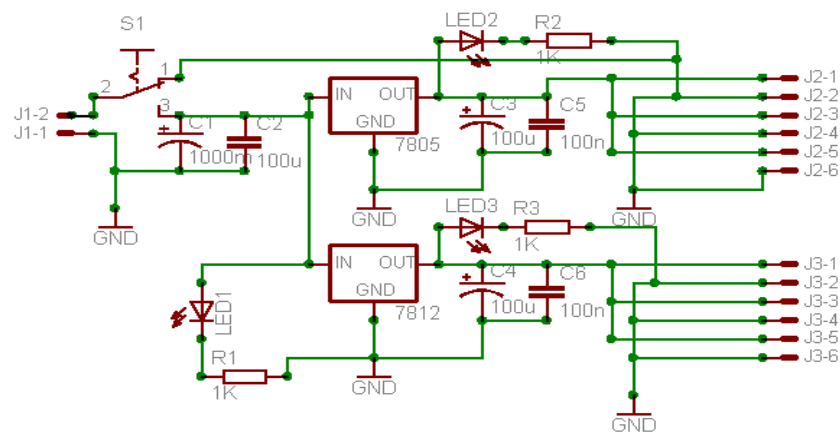 S1
LED2
R2
1K
1
2
3
J1-2
J1-1
C1
1000m
C2
100u
GND
IN
OUT
GND
7805
C3
100u
C5
100n
GND
J2-1
J2-2
J2-3
J2-4
J2-5
J2-6
GND
LED3
R3
1K
IN
OUT
GND
7812
C4
100u
C6
100n
LED1
R1
1K
GND
J3-1
J3-2
J3-3
J3-4
J3-5
J3-6
GND